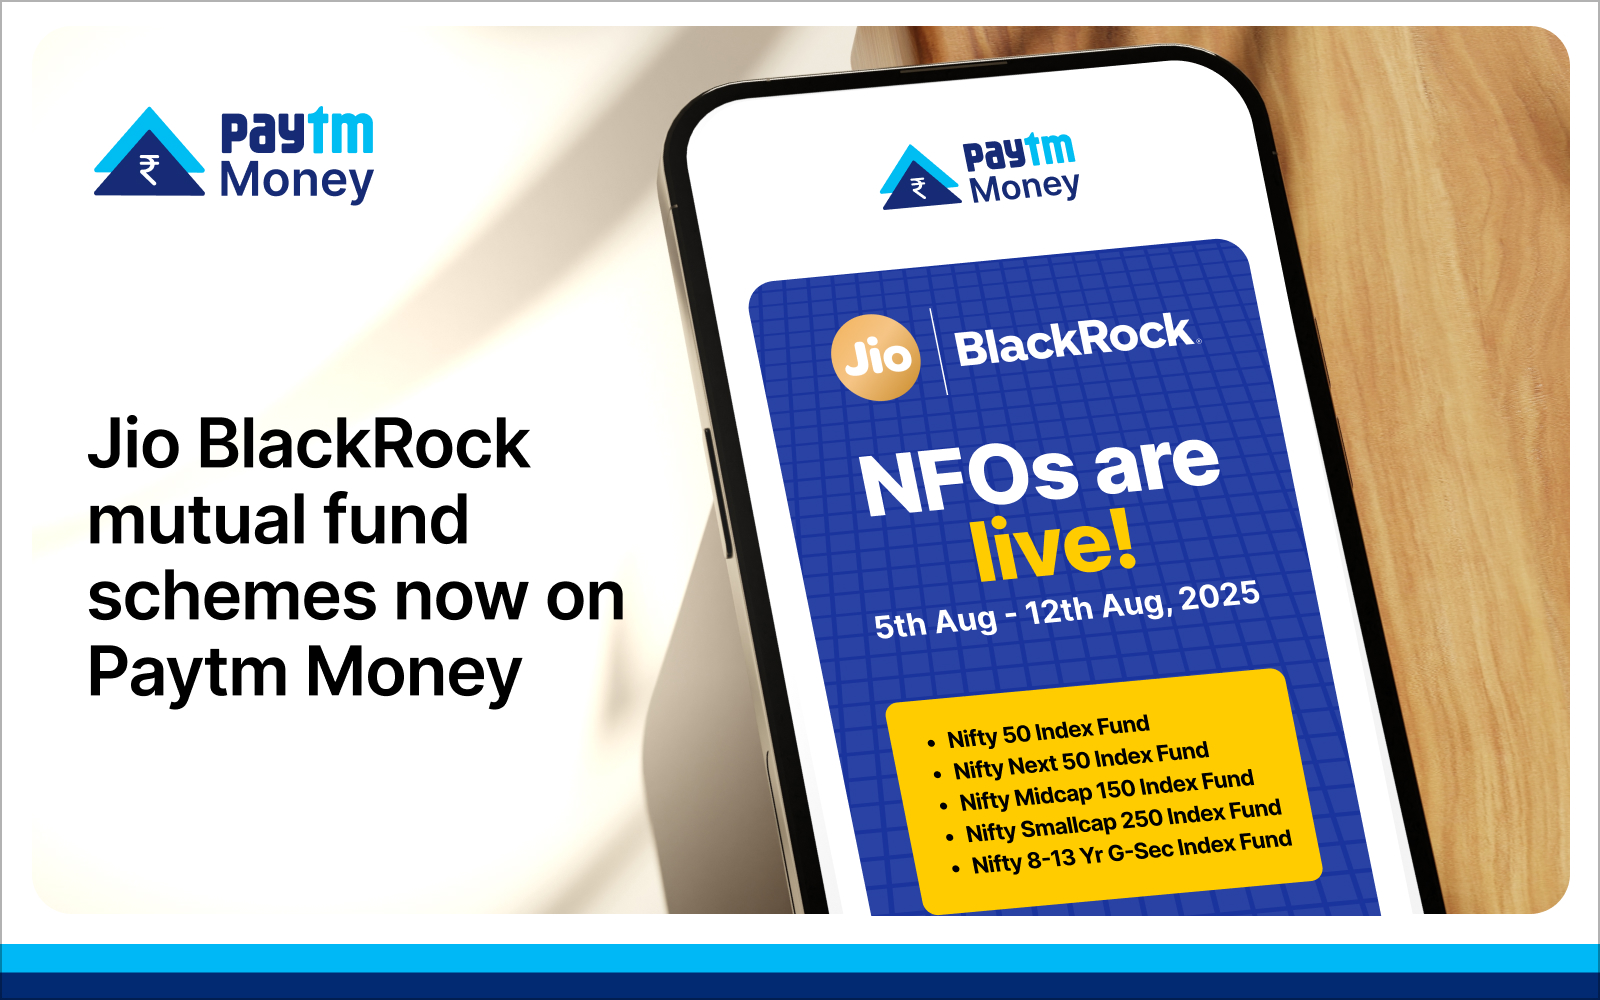 paytm
Money
Jio BlackRock
mutual fund
schemes now on
Paytm Money
₹
paytm
Money
₹
Jio
BlackRock®
NFOs are
live!
5th Aug - 12th Aug, 2025
• Nifty 50 Index Fund
• Nifty Next 50 Index Fund
• Nifty Midcap 150 Index Fund
• Nifty Smallcap 250 Index Fund
• Nifty 8-13 Yr G-Sec Index Fund